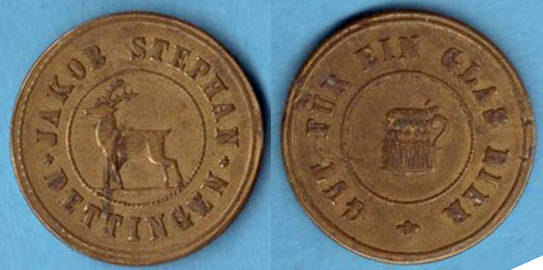 JAKOB STEPHAN
DETTINGEN
GUT FÜR EIN GLAS BIER